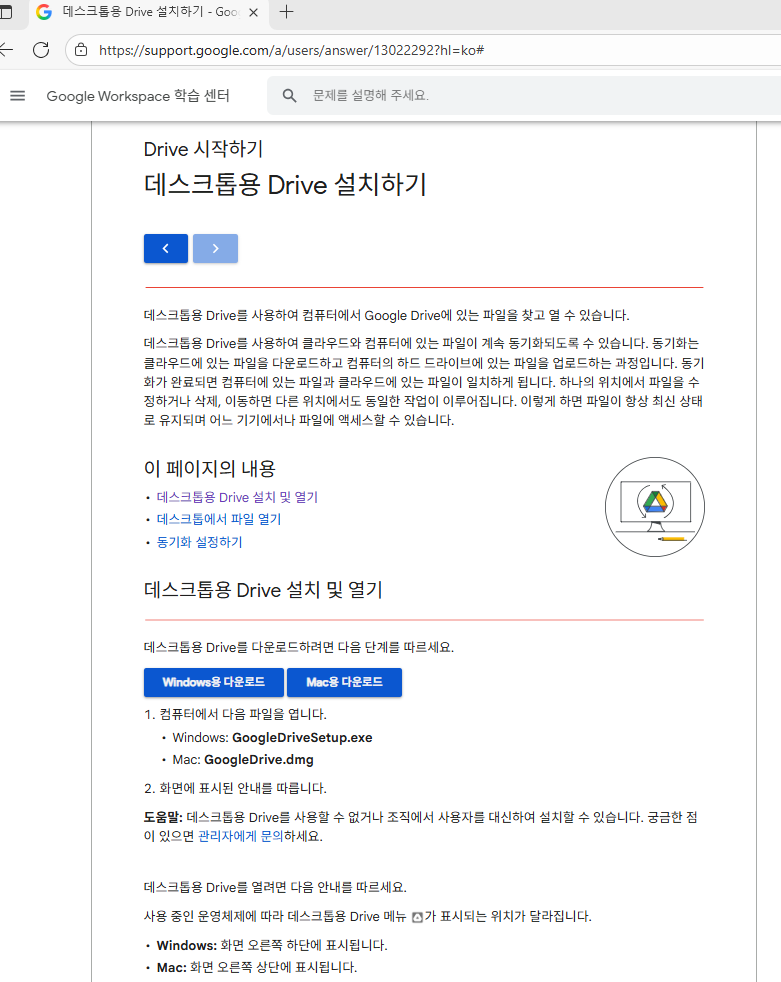 데스크톱용 Drive 설치하기 - Goo
https://support.google.com/a/users/answer/13022292?hl=ko#
Google Workspace 학습 센터
문제를 설명해 주세요.
Drive 시작하기
데스크톱용 Drive 설치하기
데스크톱용 Drive를 사용하여 컴퓨터에서 Google Drive에 있는 파일을 찾고 열 수 있습니다.
데스크톱용 Drive를 사용하여 클라우드와 컴퓨터에 있는 파일이 계속 동기화되도록 수 있습니다. 동기화는
클라우드에 있는 파일을 다운로드하고 컴퓨터의 하드 드라이브에 있는 파일을 업로드하는 과정입니다. 동기
화가 완료되면 컴퓨터에 있는 파일과 클라우드에 있는 파일이 일치하게 됩니다. 하나의 위치에서 파일을 수
정하거나 삭제, 이동하면 다른 위치에서도 동일한 작업이 이루어집니다. 이렇게 하면 파일이 항상 최신 상태
로 유지되며 어느 기기에서나 파일에 액세스할 수 있습니다.
이 페이지의 내용
• 데스크톱용 Drive 설치 및 열기
• 데스크톱에서 파일 열기
• 동기화 설정하기
데스크톱용 Drive 설치 및 열기
데스크톱용 Drive를 다운로드하려면 다음 단계를 따르세요.
Windows용 다운로드 Mac용 다운로드
1. 컴퓨터에서 다음 파일을 엽니다.
• Windows: GoogleDriveSetup.exe
• Mac: GoogleDrive.dmg
2. 화면에 표시된 안내를 따릅니다.
도움말: 데스크톱용 Drive를 사용할 수 없거나 조직에서 사용자를 대신하여 설치할 수 있습니다. 궁금한 점
이 있으면 관리자에게 문의하세요.
데스크톱용 Drive를 열려면 다음 안내를 따르세요.
사용 중인 운영체제에 따라 데스크톱용 Drive 메뉴 가 표시되는 위치가 달라집니다.
• Windows: 화면 오른쪽 하단에 표시됩니다.
• Mac: 화면 오른쪽 상단에 표시됩니다.